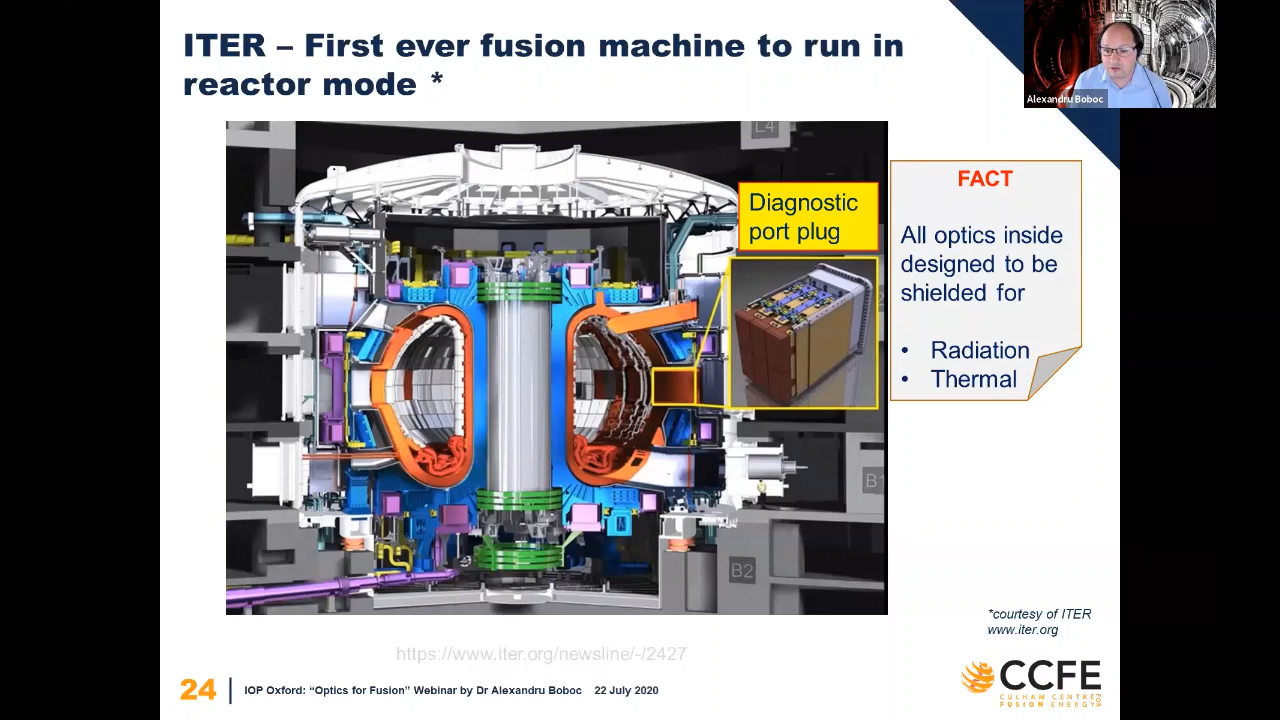 ITER – First ever fusion machine to run in
reactor mode *
Alexandru Boboc
L4
Diagnostic
port plug
FACT
All optics inside
designed to be
shielded for
• Radiation
• Thermal
B1
B2
*courtesy of ITER
www.iter.org
https://www.iter.org/newsline/-/2427
24
IOP Oxford: “Optics for Fusion” Webinar by Dr Alexandru Boboc 22 July 2020
CCFE
CULHAM CENTRE
FOR
FUSION ENERGY